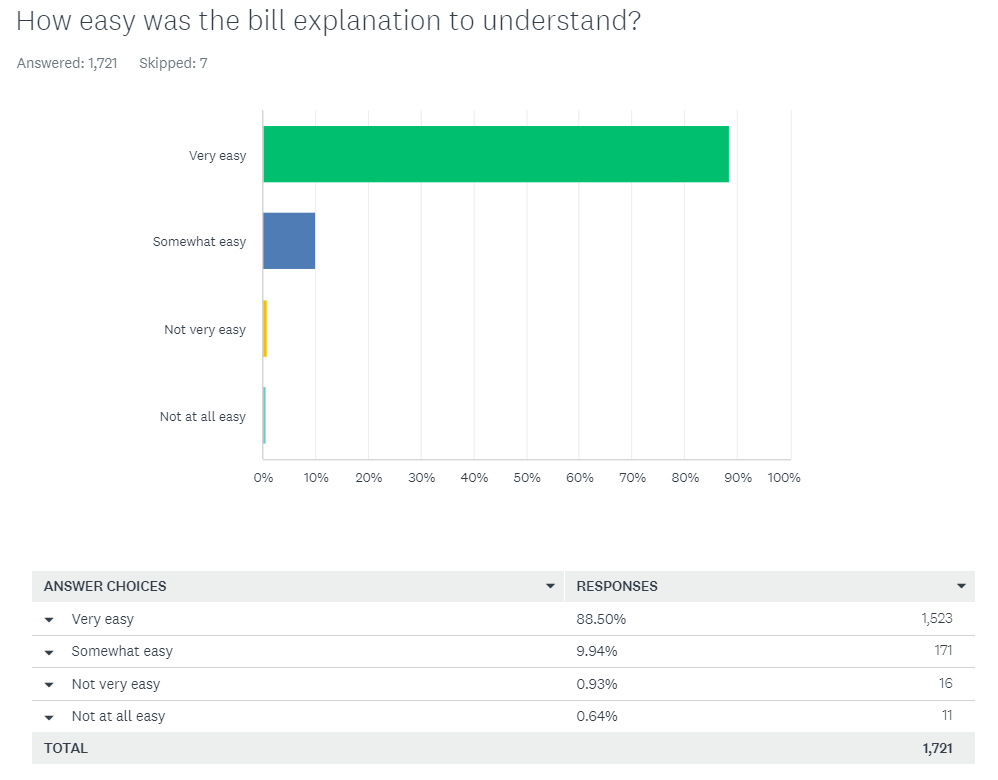 How easy was the bill explanation to understand?
Answered: 1,721 Skipped: 7
Very easy
Somewhat easy
Not very easy
Not at all easy
0% 10% 20% 30% 40% 50% 60% 70% 80% 90% 100%
ANSWER CHOICES RESPONSES
Very easy 88.50% 1,523
Somewhat easy 9.94% 171
Not very easy 0.93% 16
Not at all easy 0.64% 11
TOTAL 1,721